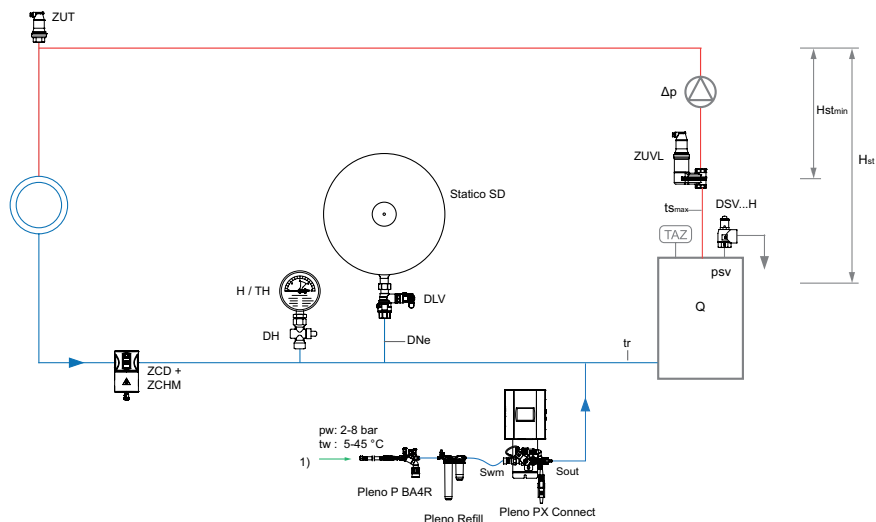 ZUT
Δp
Hstmin
Hst
ZUVL
Statico SD
DSV...H
tsmax
TAZ
psv
H / TH
DLV
Q
DH
DNe
tr
ZCD +
ZCHM
pw: 2-8 bar
tw : 5-45 °C
1)
Swm
Sout
Pleno P BA4R
Pleno Refill
Pleno PX Connect